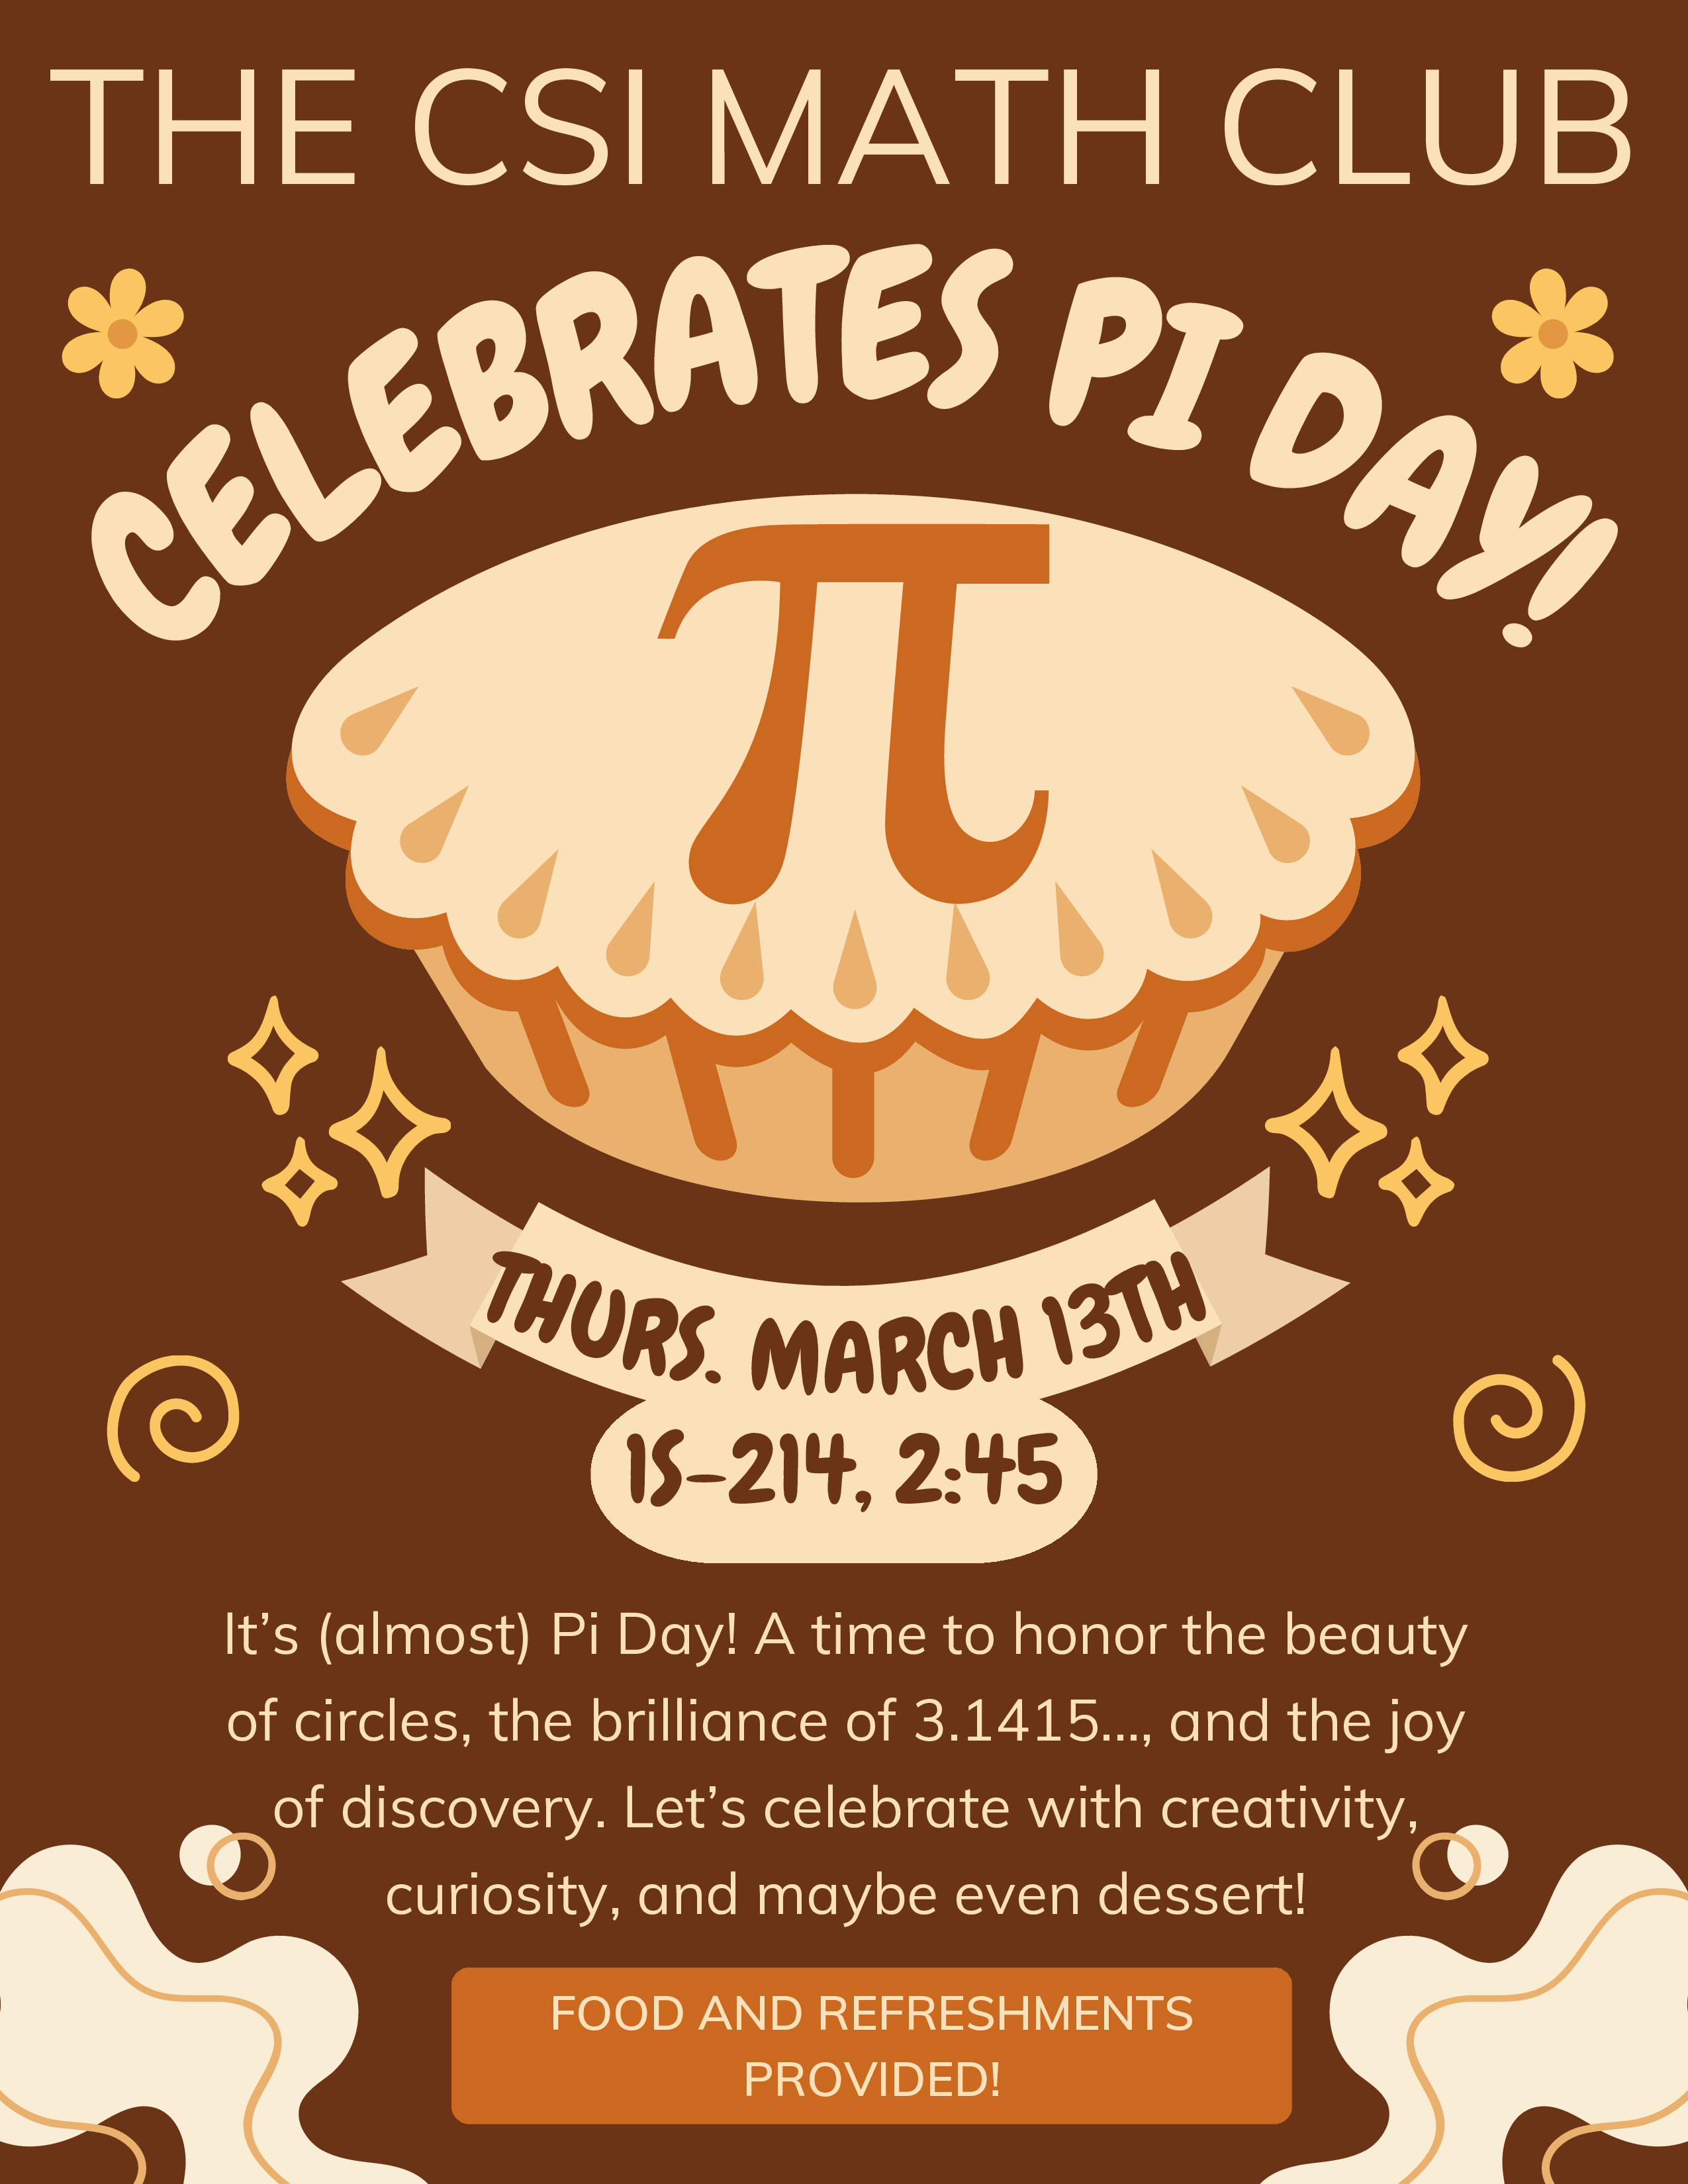 THE CSI MATH CLUB
CELEBRATES PI DAY!
π
THURS. MARCH 13TH
1S-214, 2:45
It's (almost) Pi Day! A time to honor the beauty
of circles, the brilliance of 3.1415..., and the joy
of discovery. Let's celebrate with creativity,
curiosity, and maybe even dessert!
FOOD AND REFRESHMENTS
PROVIDED!